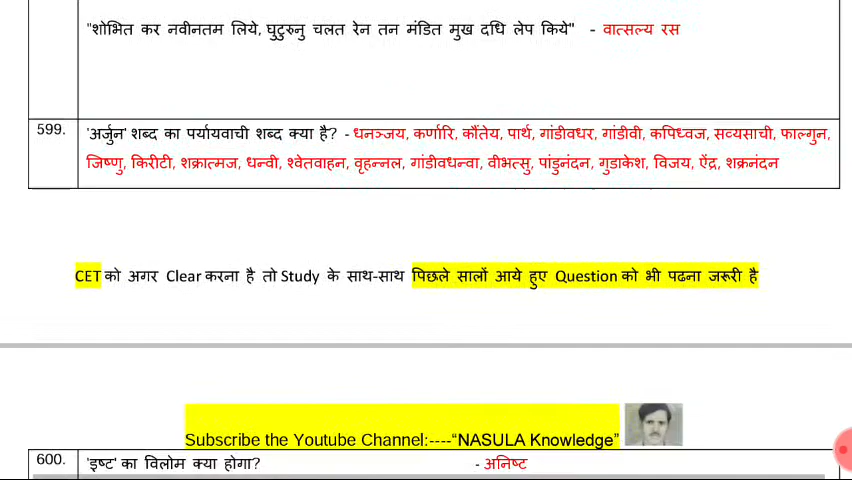 "शोभित कर नवीनतम लिये, घुटुरुनु चलत रेन तन मंडित मुख दधि लेप किये" - वात्सल्य रस
599. 'अर्जुन' शब्द का पर्यायवाची शब्द क्या है? - धनञ्जय, कर्णारि, कौंतेय, पार्थ, गांडीवधर, गांडीवी, कपिध्वज, सव्यसाची, फाल्गुन,
जिष्णु, किरीटी, शक्रात्मज, धन्वी, श्वेतवाहन, वृहन्नल, गांडीवधन्वा, वीभत्सु, पांडुनंदन, गुडाकेश, विजय, ऐंद्र, शक्रनंदन
CET को अगर Clear करना है तो Study के साथ-साथ पिछले सालों आये हुए Question को भी पढना जरूरी है
Subscribe the Youtube Channel:----“NASULA Knowledge”
600. 'इष्ट' का विलोम क्या होगा? - अनिष्ट